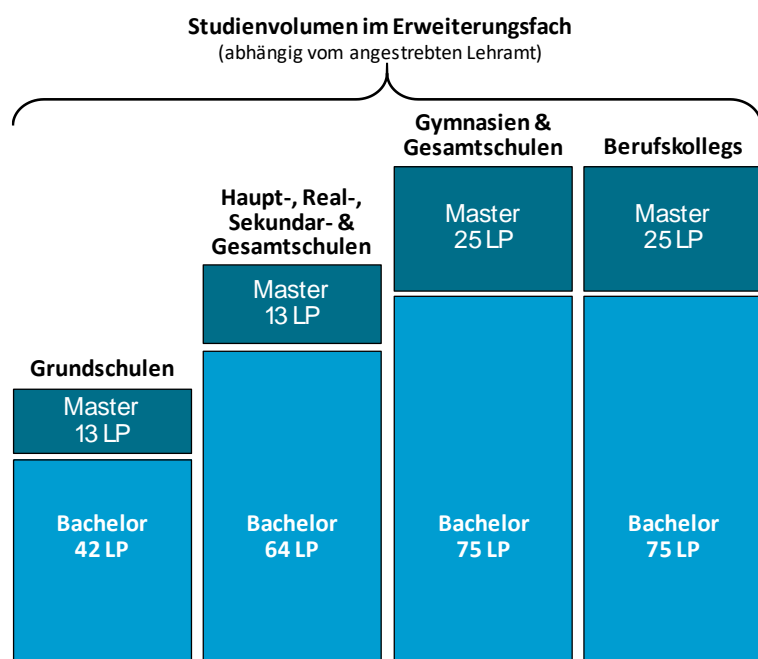 Studienvolumen im Erweiterungsfach
(abhängig vom angestrebten Lehramt)
Grundschulen
Master
13 LP
Bachelor
42 LP
Haupt-, Real-,
Sekundar- &
Gesamtschulen
Master
13 LP
Bachelor
64 LP
Gymnasien &
Gesamtschulen
Master
25 LP
Bachelor
75 LP
Berufskollegs
Master
25 LP
Bachelor
75 LP